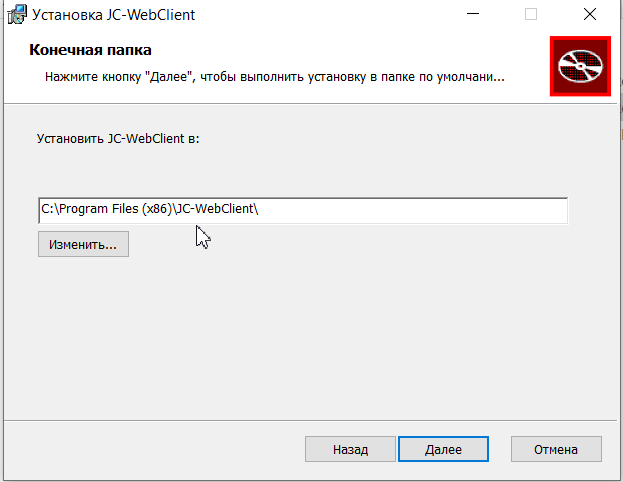 Установка JC-WebClient
Конечная папка
Нажмите кнопку "Далее", чтобы выполнить установку в папке по умолчани...
Установить JC-WebClient в:
C:\Program Files (x86)\JC-WebClient\
Изменить...
Назад
Далее
Отмена